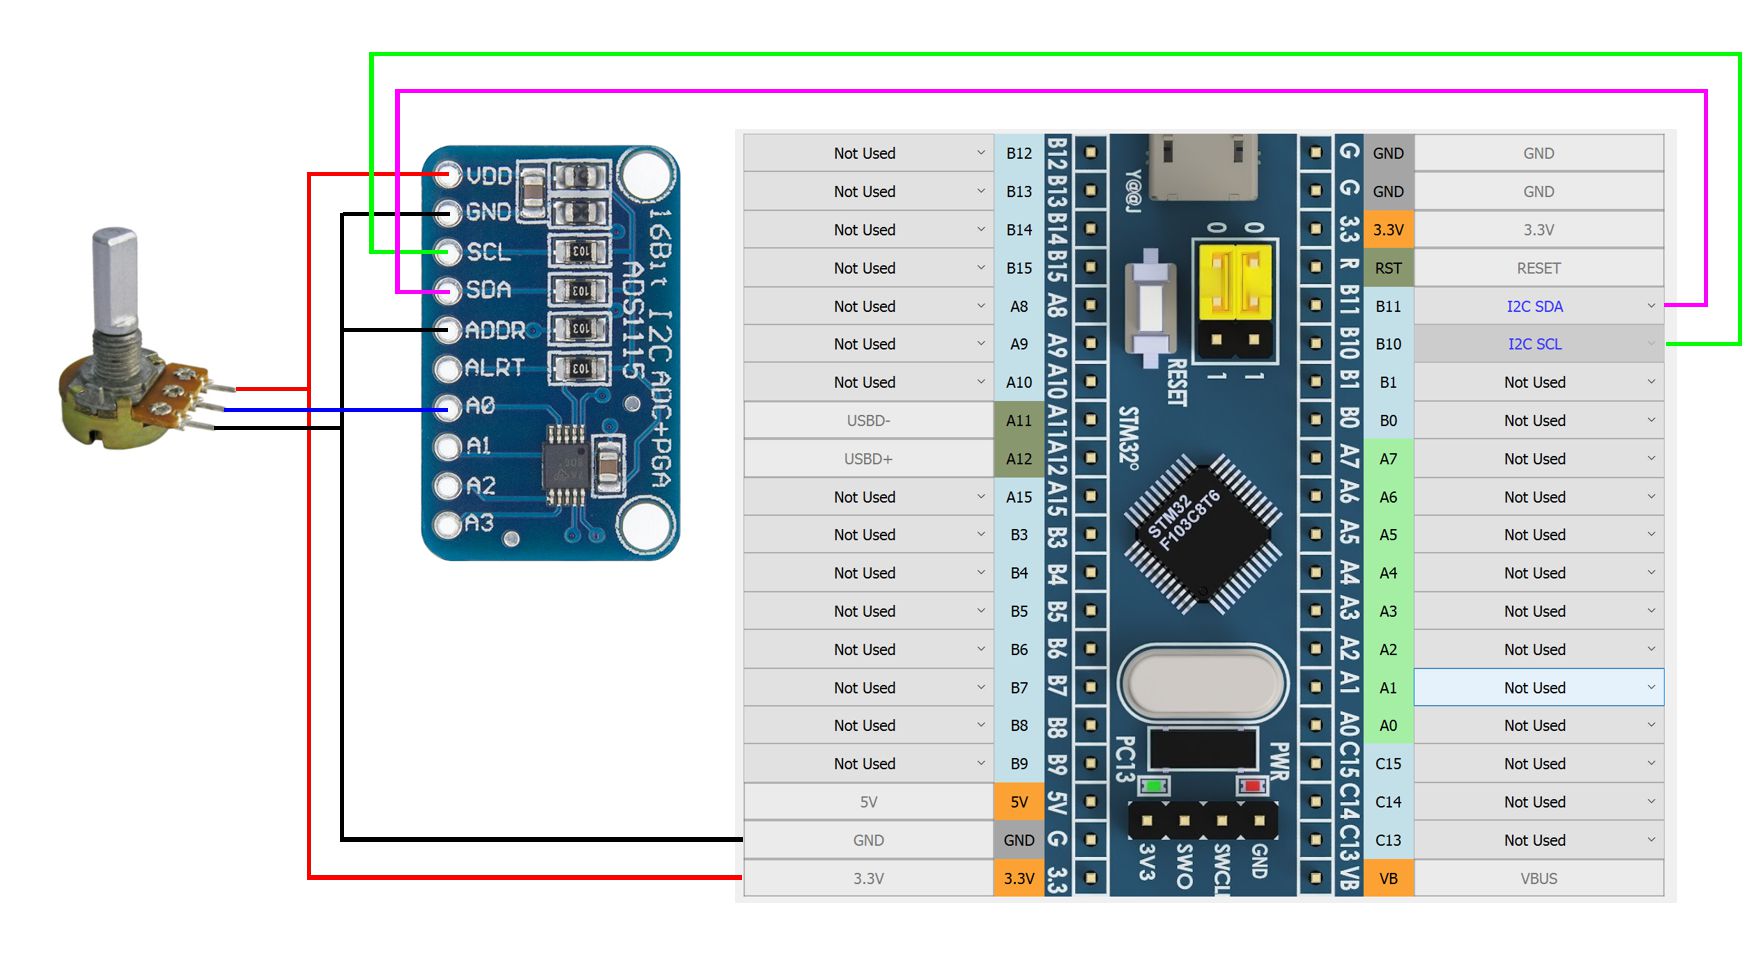 VDD
GND
SCL
SDA
ADDR
ALRT
A0
A1
A2
A3
103
103
103
103
16Bit I2C ADC+PGA
ADS1115
Not Used B12 B12
Not Used B13 B13
Not Used B14 B14
Not Used B15 B15
Not Used A8 A8
Not Used A9 A9
Not Used A10 A10
USBD- A11 A11
USBD+ A12 A12
Not Used A15 A15
Not Used B3 B3
Not Used B4 B4
Not Used B5 B5
Not Used B6 B6
Not Used B7 B7
Not Used B8 B8
Not Used B9 B9
5V 5V 5V
GND GND G
3.3V 3.3V 3.3
Y@@J
0 0
1 1
RESET
STM32°
STM32
F103C8T6
PC13
PWR
3V3
SWO
SWCL
GND
G GND GND
G GND GND
3.3 3.3V 3.3V
R RST RESET
B11 B11 I2C SDA
B10 B10 I2C SCL
B1 B1 Not Used
B0 B0 Not Used
A7 A7 Not Used
A6 A6 Not Used
A5 A5 Not Used
A4 A4 Not Used
A3 A3 Not Used
A2 A2 Not Used
A1 A1 Not Used
A0 A0 Not Used
C15 C15 Not Used
C14 C14 Not Used
C13 C13 Not Used
VB VB VBUS